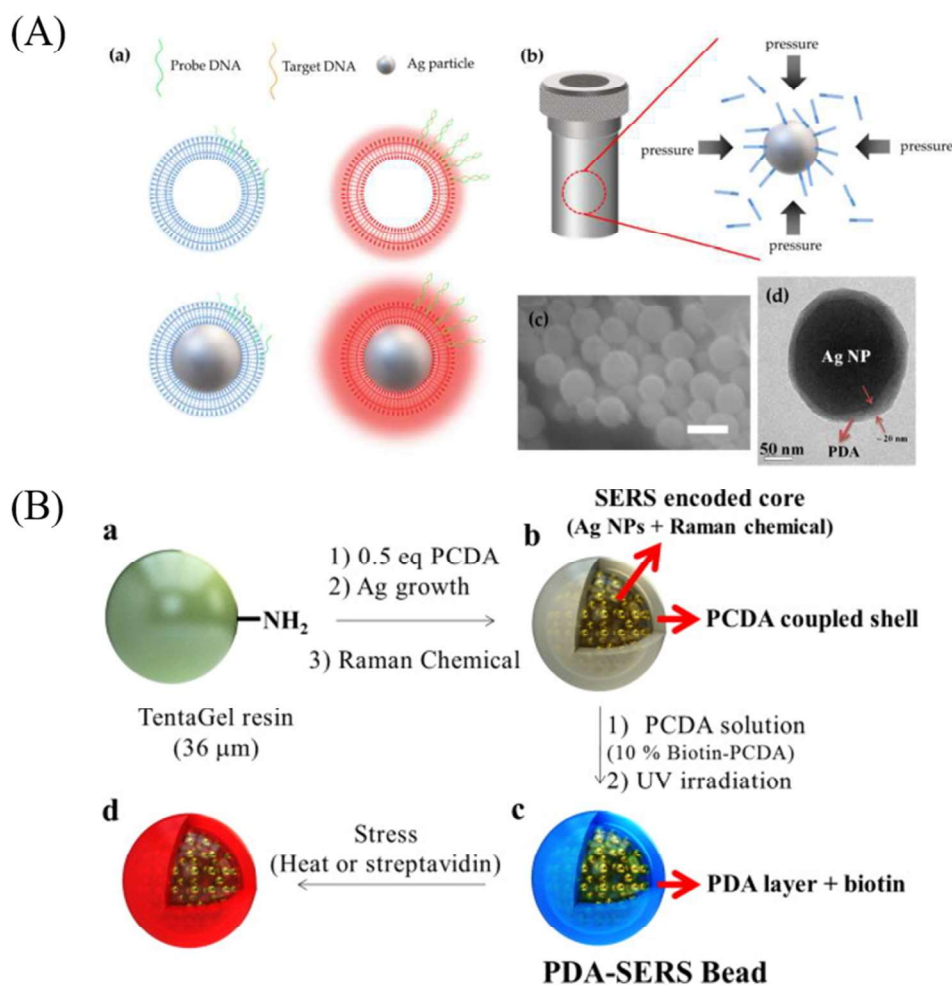 (A)
(a)
Probe DNA
Target DNA
Ag particle
(b)
pressure
pressure
pressure
pressure
(c)
(d)
Ag NP
~ 20 nm
PDA
50 nm
(B)
a
1) 0.5 eq PCDA
2) Ag growth
3) Raman Chemical
NH2
TentaGel resin
(36 μm)
SERS encoded core
(Ag NPs + Raman chemical)
b
PCDA coupled shell
1) PCDA solution
(10 % Biotin-PCDA)
2) UV irradiation
d
Stress
(Heat or streptavidin)
c
PDA layer + biotin
PDA-SERS Bead